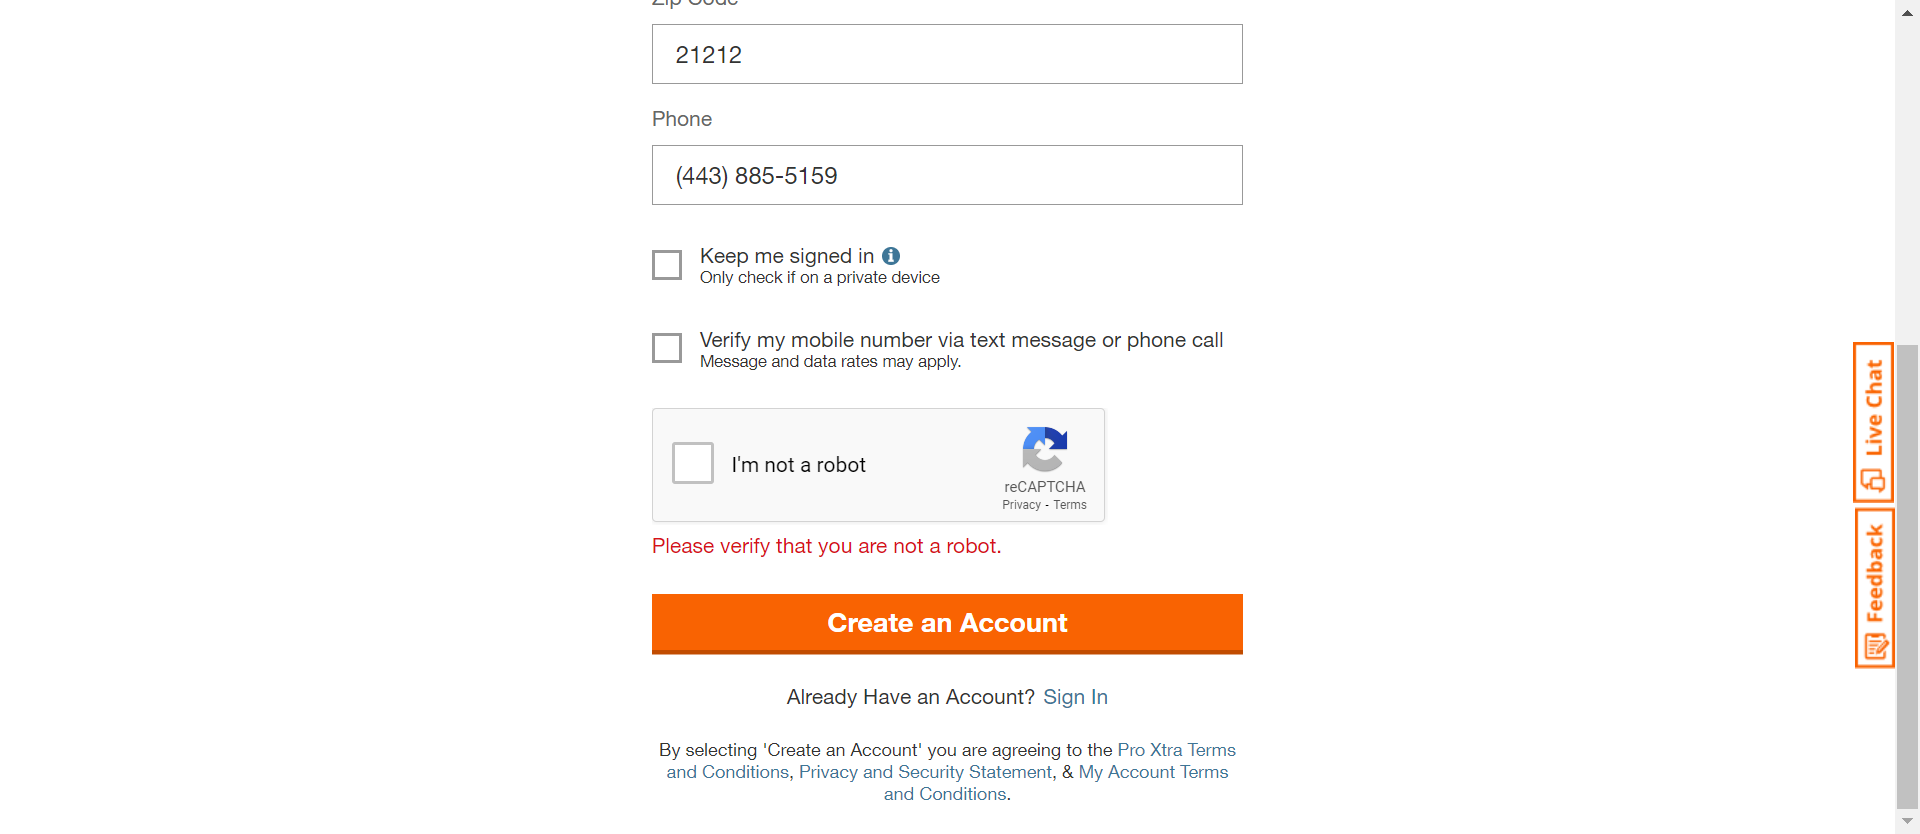 Zip Code
21212
Phone
(443) 885-5159
Keep me signed in
Only check if on a private device
Verify my mobile number via text message or phone call
Message and data rates may apply.
I'm not a robot
reCAPTCHA
Privacy - Terms
Please verify that you are not a robot.
Create an Account
Already Have an Account? Sign In
By selecting 'Create an Account' you are agreeing to the Pro Xtra Terms
and Conditions, Privacy and Security Statement, & My Account Terms
and Conditions.
Live Chat
Feedback